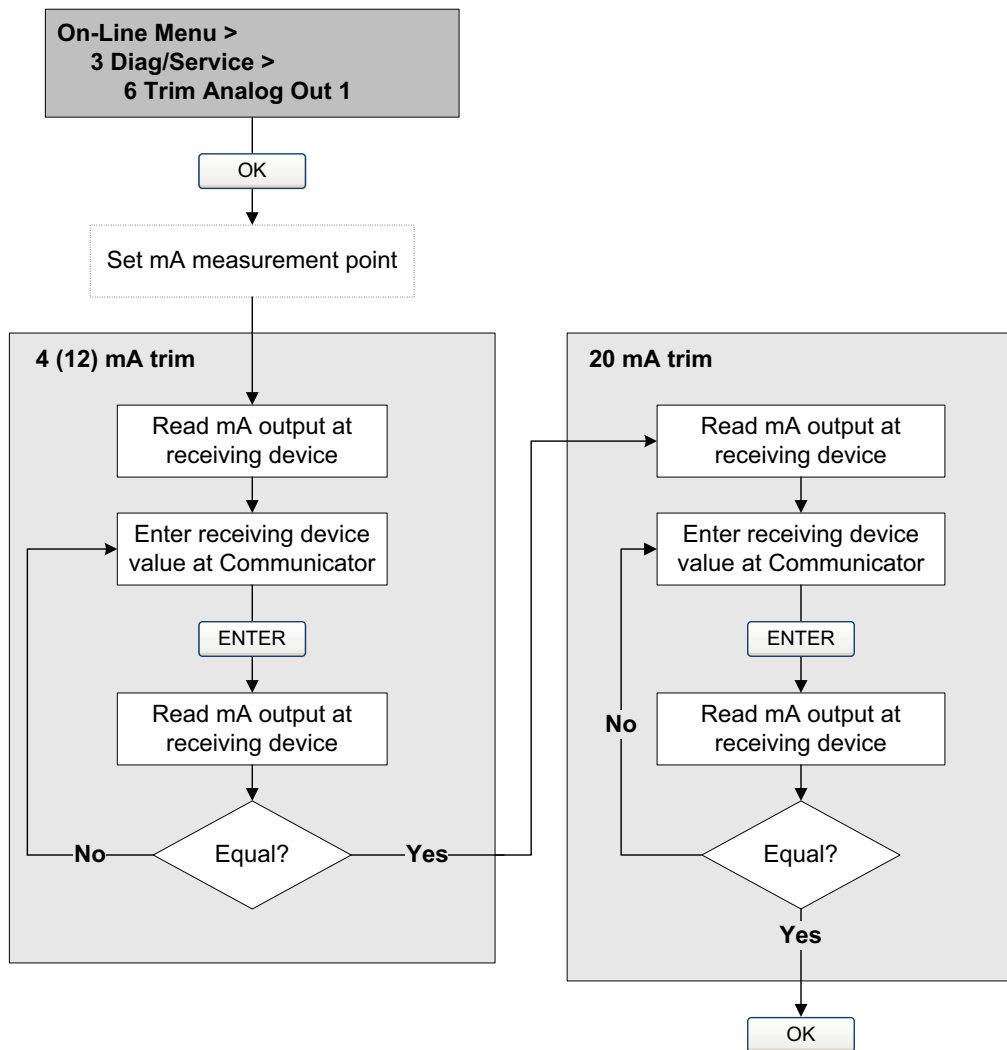 On-Line Menu >
3 Diag/Service >
6 Trim Analog Out 1
OK
Set mA measurement point
4 (12) mA trim
Read mA output at
receiving device
Enter receiving device
value at Communicator
ENTER
Read mA output at
receiving device
Equal?
No
Yes
20 mA trim
Read mA output at
receiving device
Enter receiving device
value at Communicator
ENTER
Read mA output at
receiving device
No
Equal?
Yes
OK